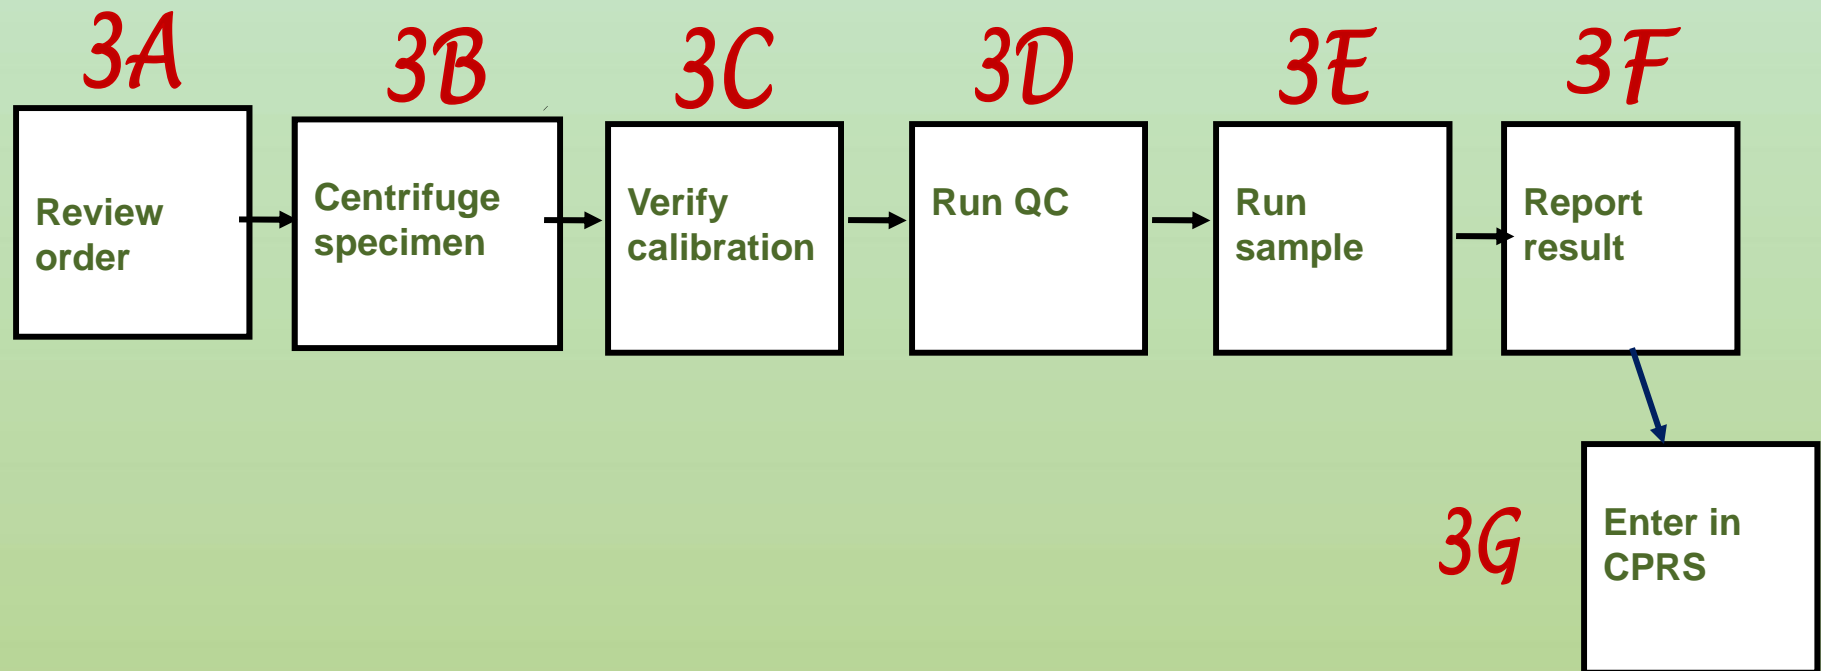 3A
3B
3C
3D
3E
3F
Review
order
Centrifuge
specimen
Verify
calibration
Run QC
Run
sample
Report
result
3G
Enter in
CPRS